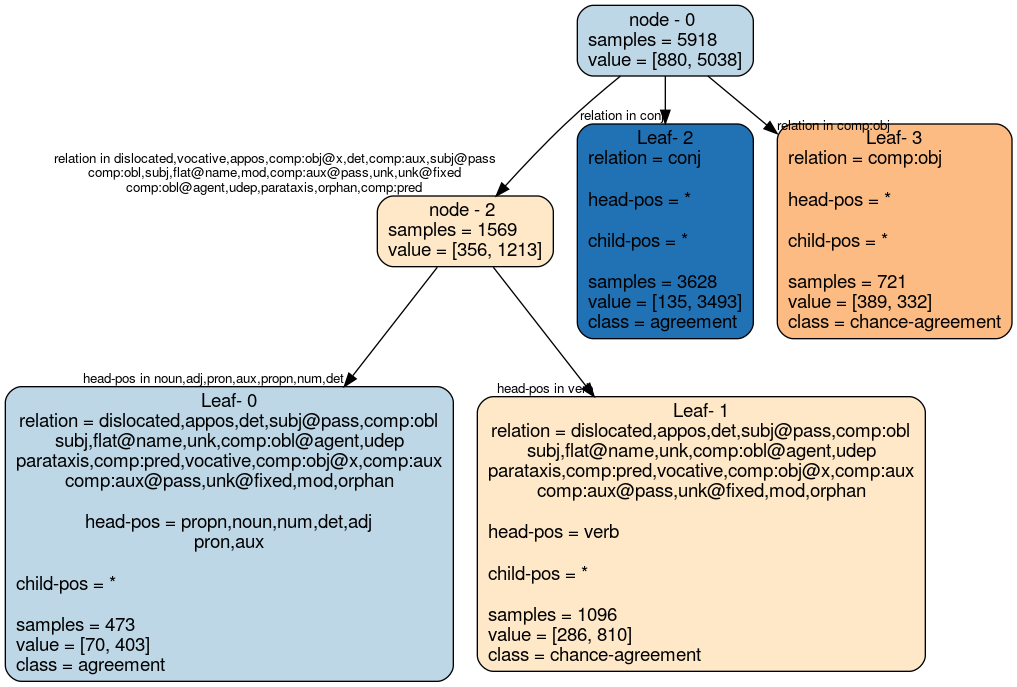 node - 0
samples = 5918
value = [880, 5038]
relation in conj
relation in comp:obj
Leaf- 2
relation = conj
head-pos = *
child-pos = *
samples = 3628
value = [135, 3493]
class = agreement
Leaf- 3
relation = comp:obj
head-pos = *
child-pos = *
samples = 721
value = [389, 332]
class = chance-agreement
relation in dislocated,vocative,appos,comp:obj@x,det,comp:aux,subj@pass
comp:obl,subj,flat@name,mod,comp:aux@pass,unk,unk@fixed
comp:obl@agent,udep,parataxis,orphan,comp:pred
node - 2
samples = 1569
value = [356, 1213]
head-pos in noun,adj,pron,aux,propn,num,det
head-pos in verb
Leaf- 0
relation = dislocated,appos,det,subj@pass,comp:obl
subj,flat@name,unk,comp:obl@agent,udep
parataxis,comp:pred,vocative,comp:obj@x,comp:aux
comp:aux@pass,unk@fixed,mod,orphan
head-pos = propn,noun,num,det,adj
pron,aux
child-pos = *
samples = 473
value = [70, 403]
class = agreement
Leaf- 1
relation = dislocated,appos,det,subj@pass,comp:obl
subj,flat@name,unk,comp:obl@agent,udep
parataxis,comp:pred,vocative,comp:obj@x,comp:aux
comp:aux@pass,unk@fixed,mod,orphan
head-pos = verb
child-pos = *
samples = 1096
value = [286, 810]
class = chance-agreement